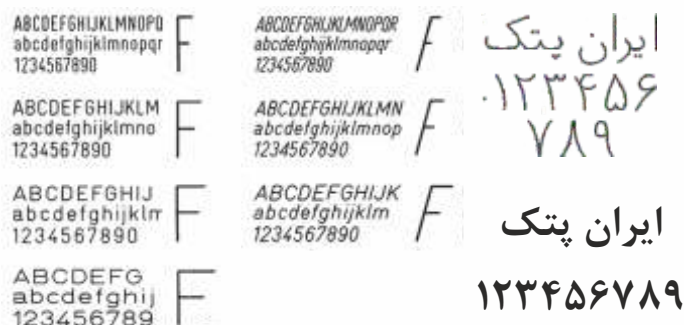 ABCDEFGHIJKLMNOPQ
abcdefghijklmnopqr
1234567890
F
ABCDEFGHIJKLMNOPQR
abcdefghijklmnopqr
1234567890
F
ایران پتک
۰۱۲۳۴۵۶
۷۸۹
ABCDEFGHIJKLM
abcdefghijklmno
1234567890
F
ABCDEFGHIJKLMN
abcdefghijklmnop
1234567890
F
ABCDEFGHIJ
abcdefghijklm
1234567890
F
ABCDEFGHIJK
abcdefghijklm
1234567890
F
ایران پتک
۱۲۳۴۵۶۷۸۹
ABCDEFG
abcdefghij
123456789
F